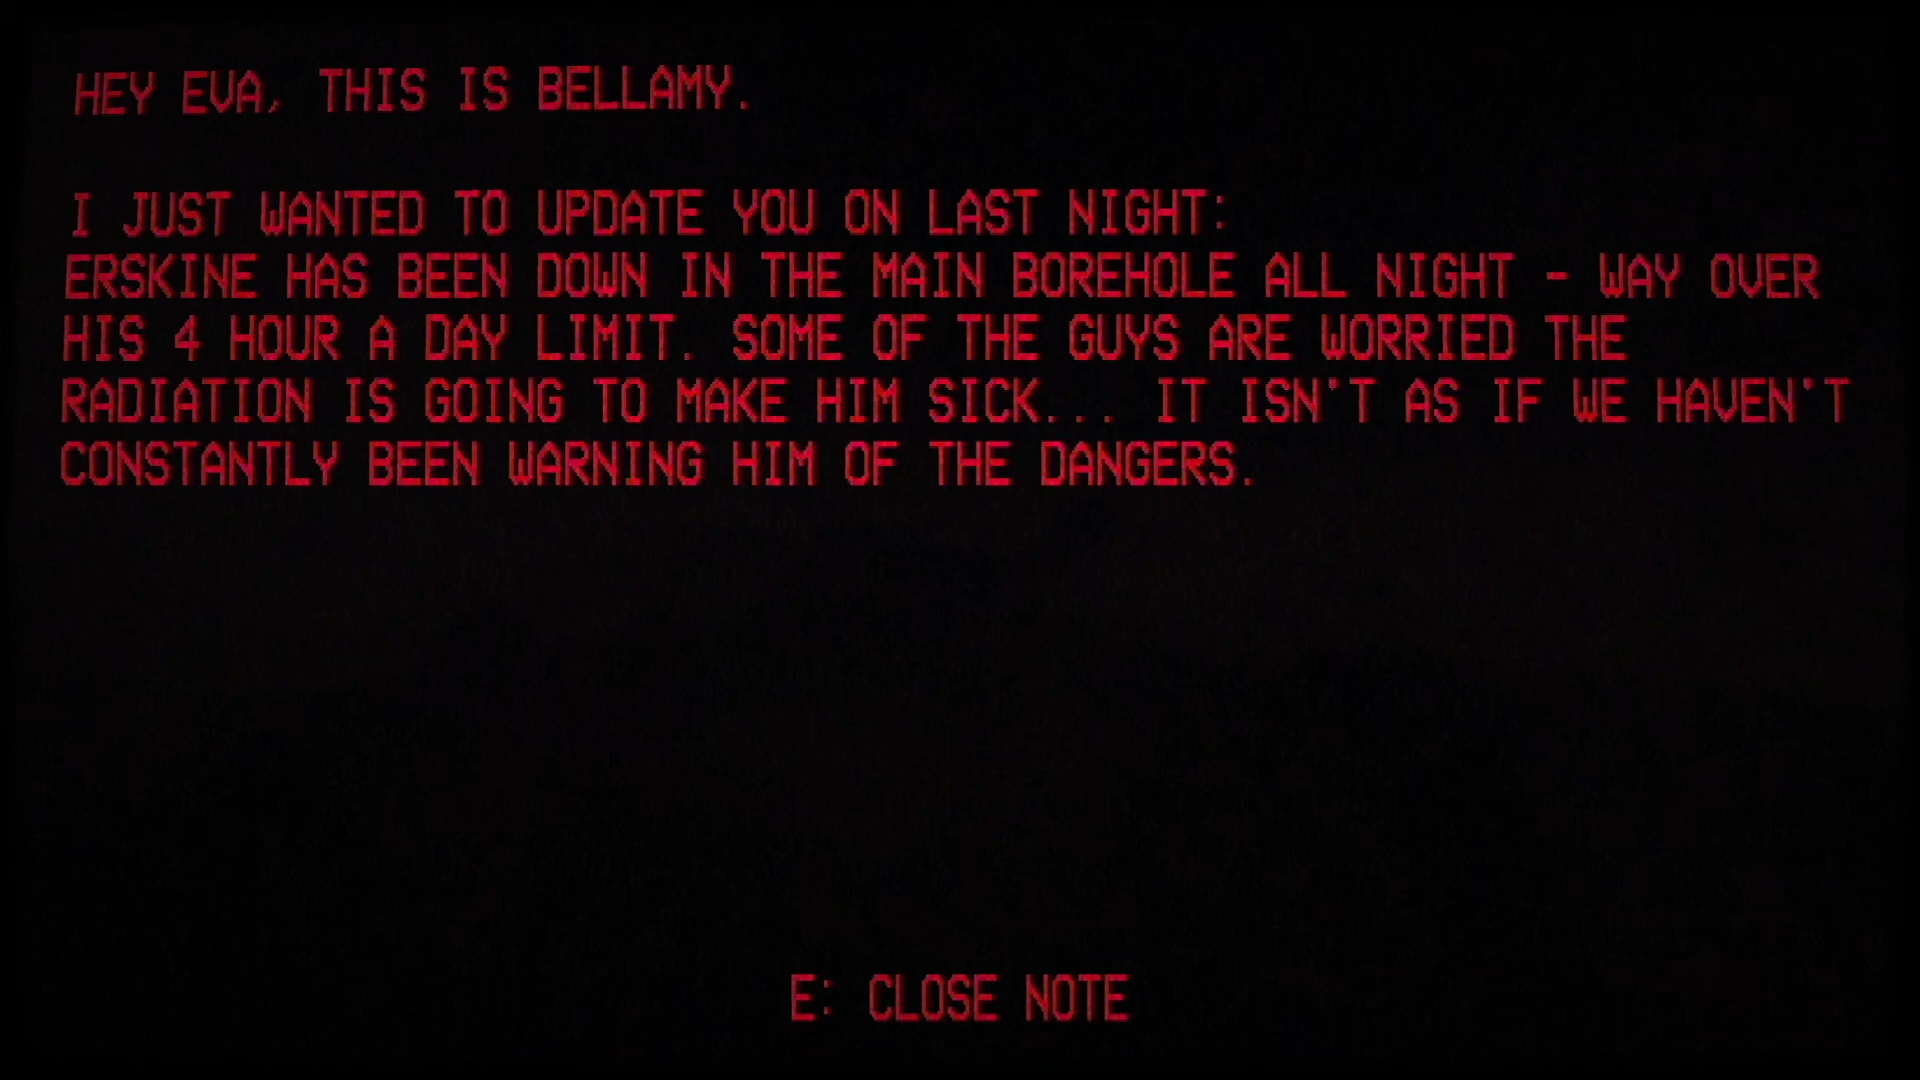 HEY EVA, THIS IS BELLAMY.
I JUST WANTED TO UPDATE YOU ON LAST NIGHT:
ERSKINE HAS BEEN DOWN IN THE MAIN BOREHOLE ALL NIGHT - WAY OVER
HIS 4 HOUR A DAY LIMIT. SOME OF THE GUYS ARE WORRIED THE
RADIATION IS GOING TO MAKE HIM SICK... IT ISN'T AS IF WE HAVEN'T
CONSTANTLY BEEN WARNING HIM OF THE DANGERS.
E: CLOSE NOTE